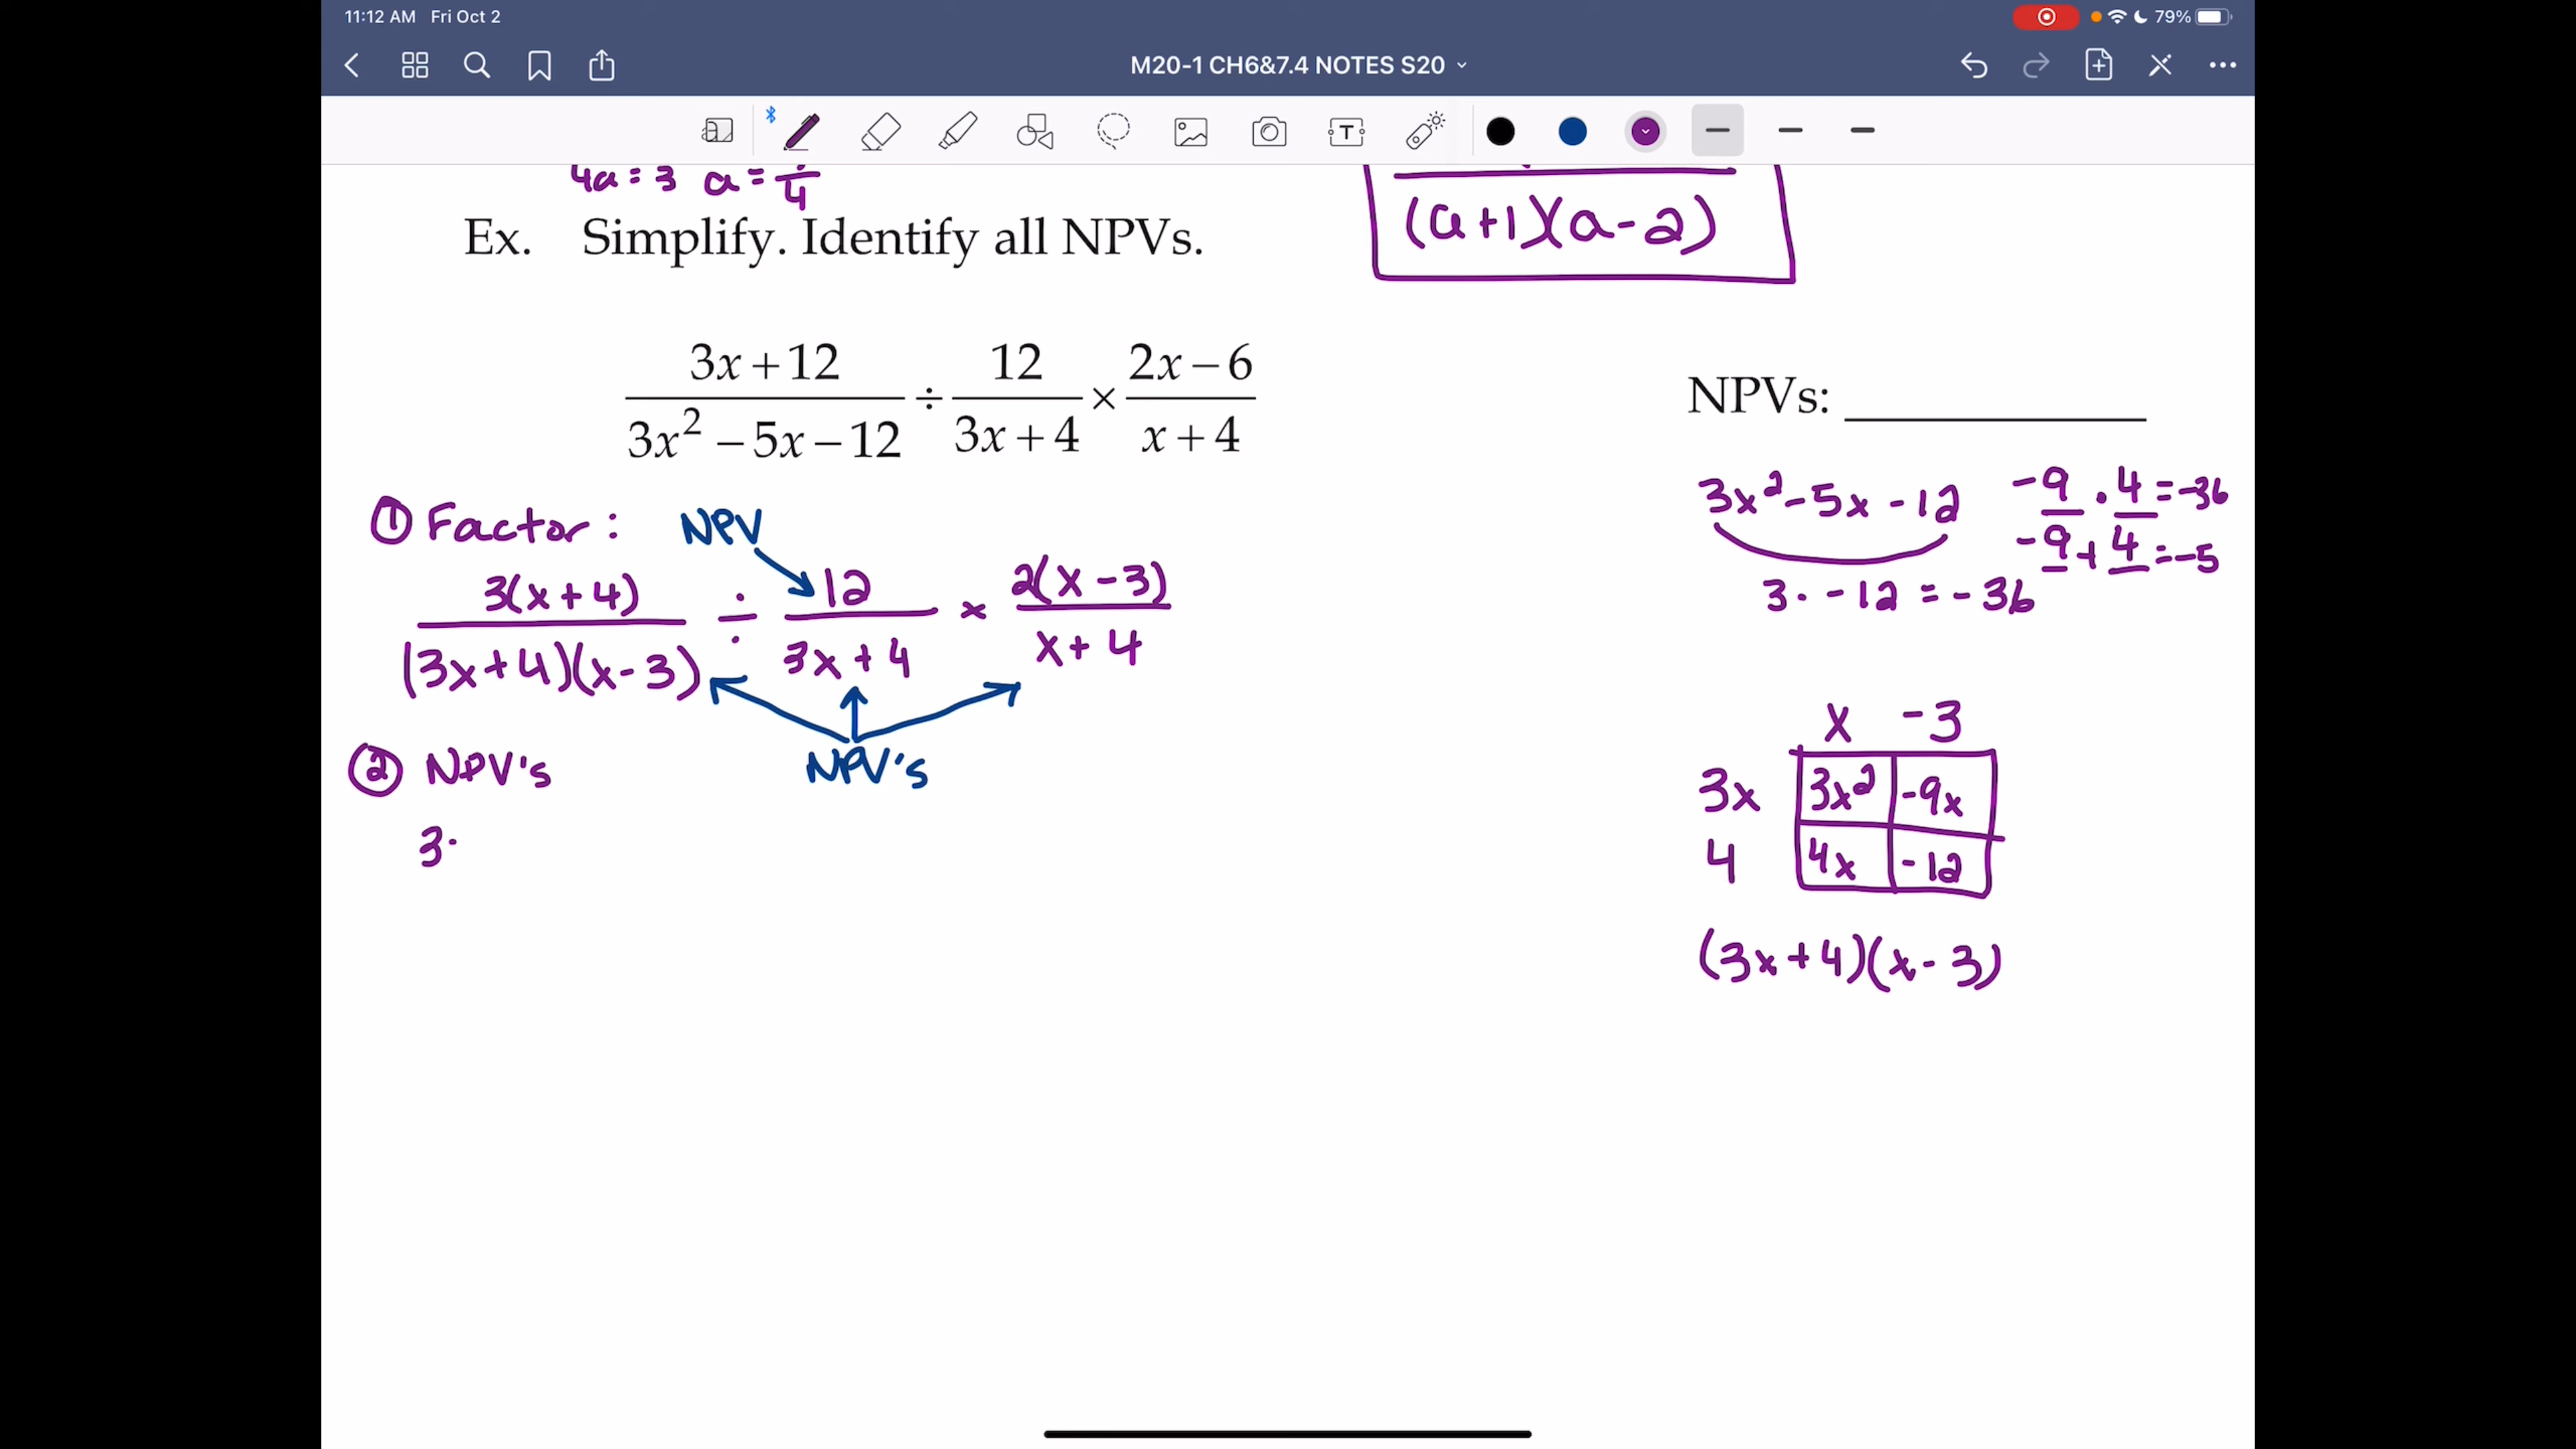 11:12 AM Fri Oct 2
79%
M20-1 CH6&7.4 NOTES S20
4a = 3 a = /4
(a+1)(a-2)
Ex. Simplify. Identify all NPVs.
3x+12 / 3x² − 5x − 12 ÷ 12 / 3x+4 × 2x−6 / x+4
NPVs: ____________
① Factor:
NPV
3(x+4) / (3x+4)(x-3) ÷ 12 / 3x+4 × 2(x-3) / x+4
NPV's
② NPV's
3·
3x²-5x-12
3·-12=-36
-9·4=-36
-9+4=-5
x -3
3x 3x² -9x
4 4x -12
(3x+4)(x-3)